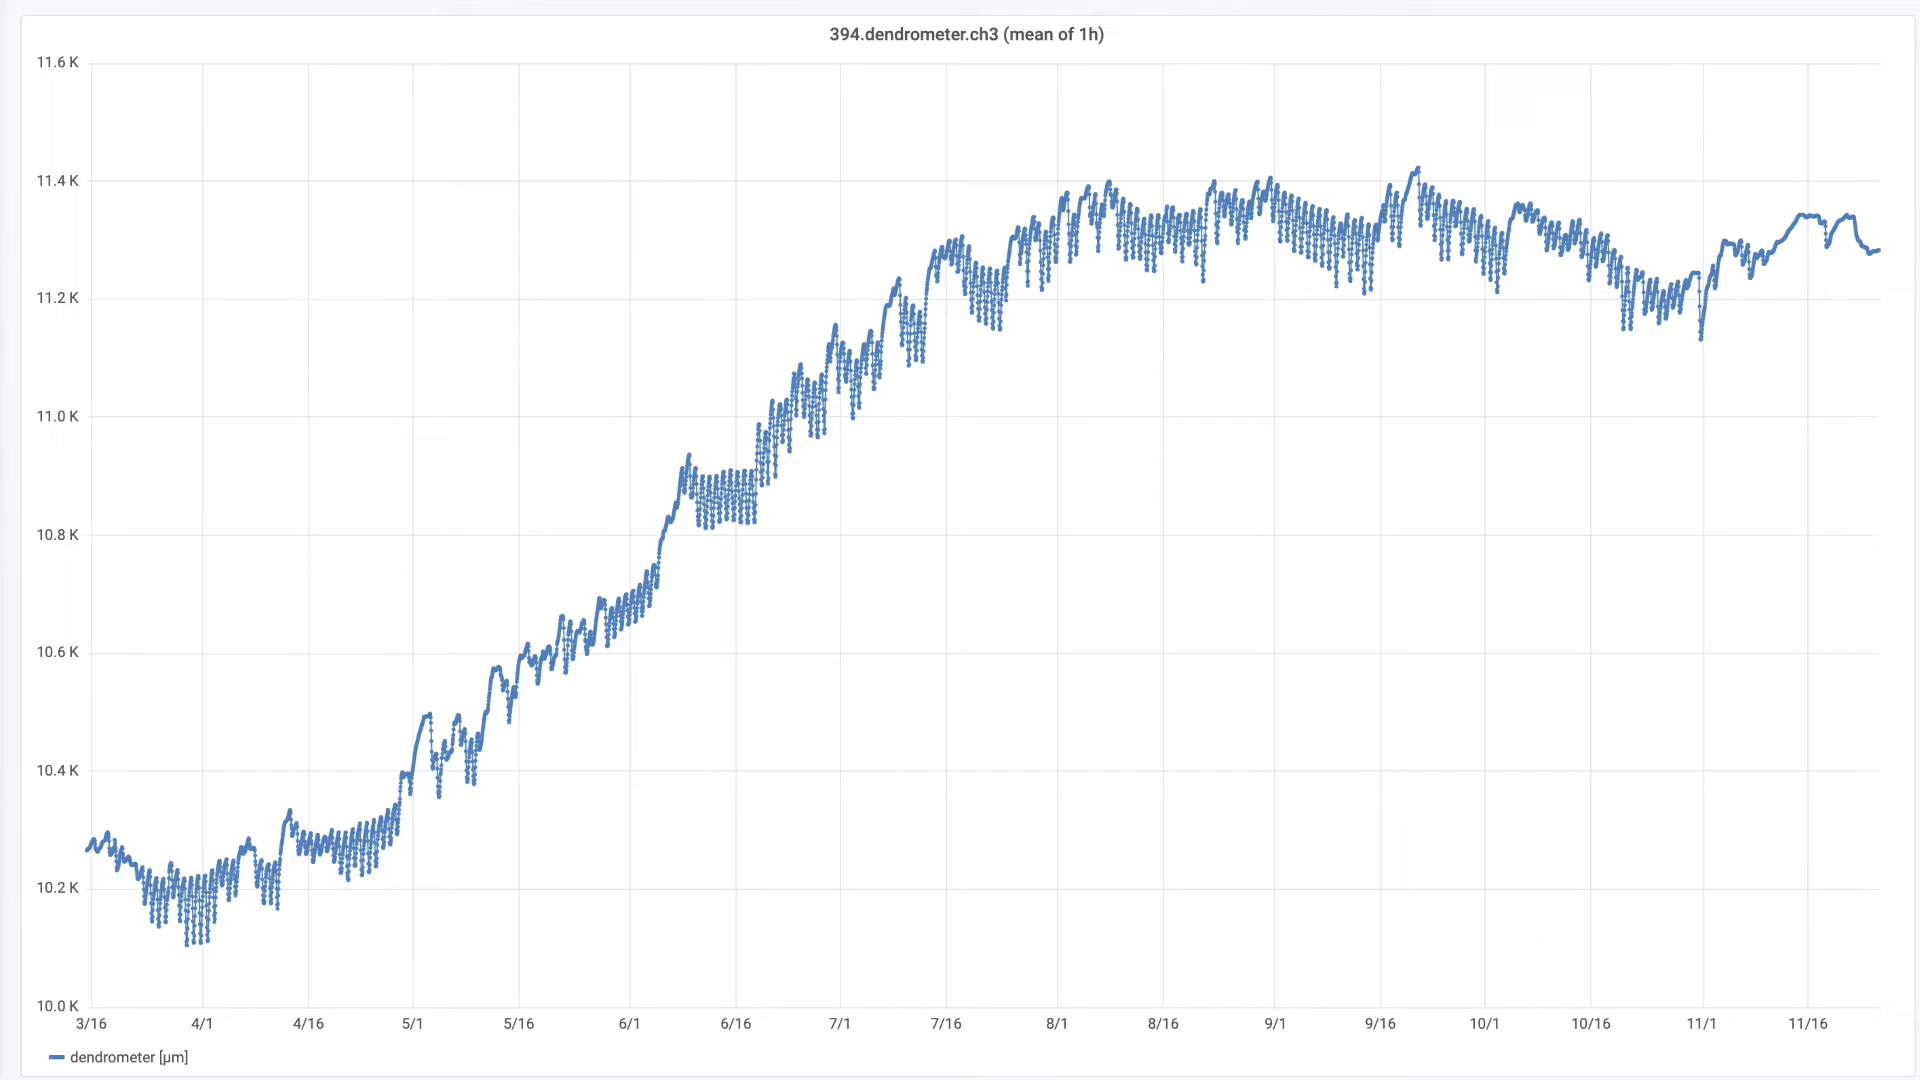 394.dendrometer.ch3 (mean of 1h)
11.6 K
11.4 K
11.2 K
11.0 K
10.8 K
10.6 K
10.4 K
10.2 K
10.0 K
3/16 4/1 4/16 5/1 5/16 6/1 6/16 7/1 7/16 8/1 8/16 9/1 9/16 10/1 10/16 11/1 11/16
dendrometer [µm]